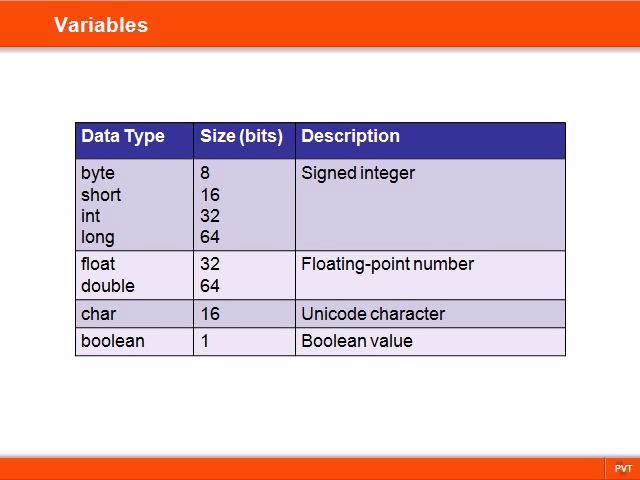 Variables
Data Type Size (bits) Description
byte 8 Signed integer
short 16
int 32
long 64
float 32 Floating-point number
double 64
char 16 Unicode character
boolean 1 Boolean value
PVT